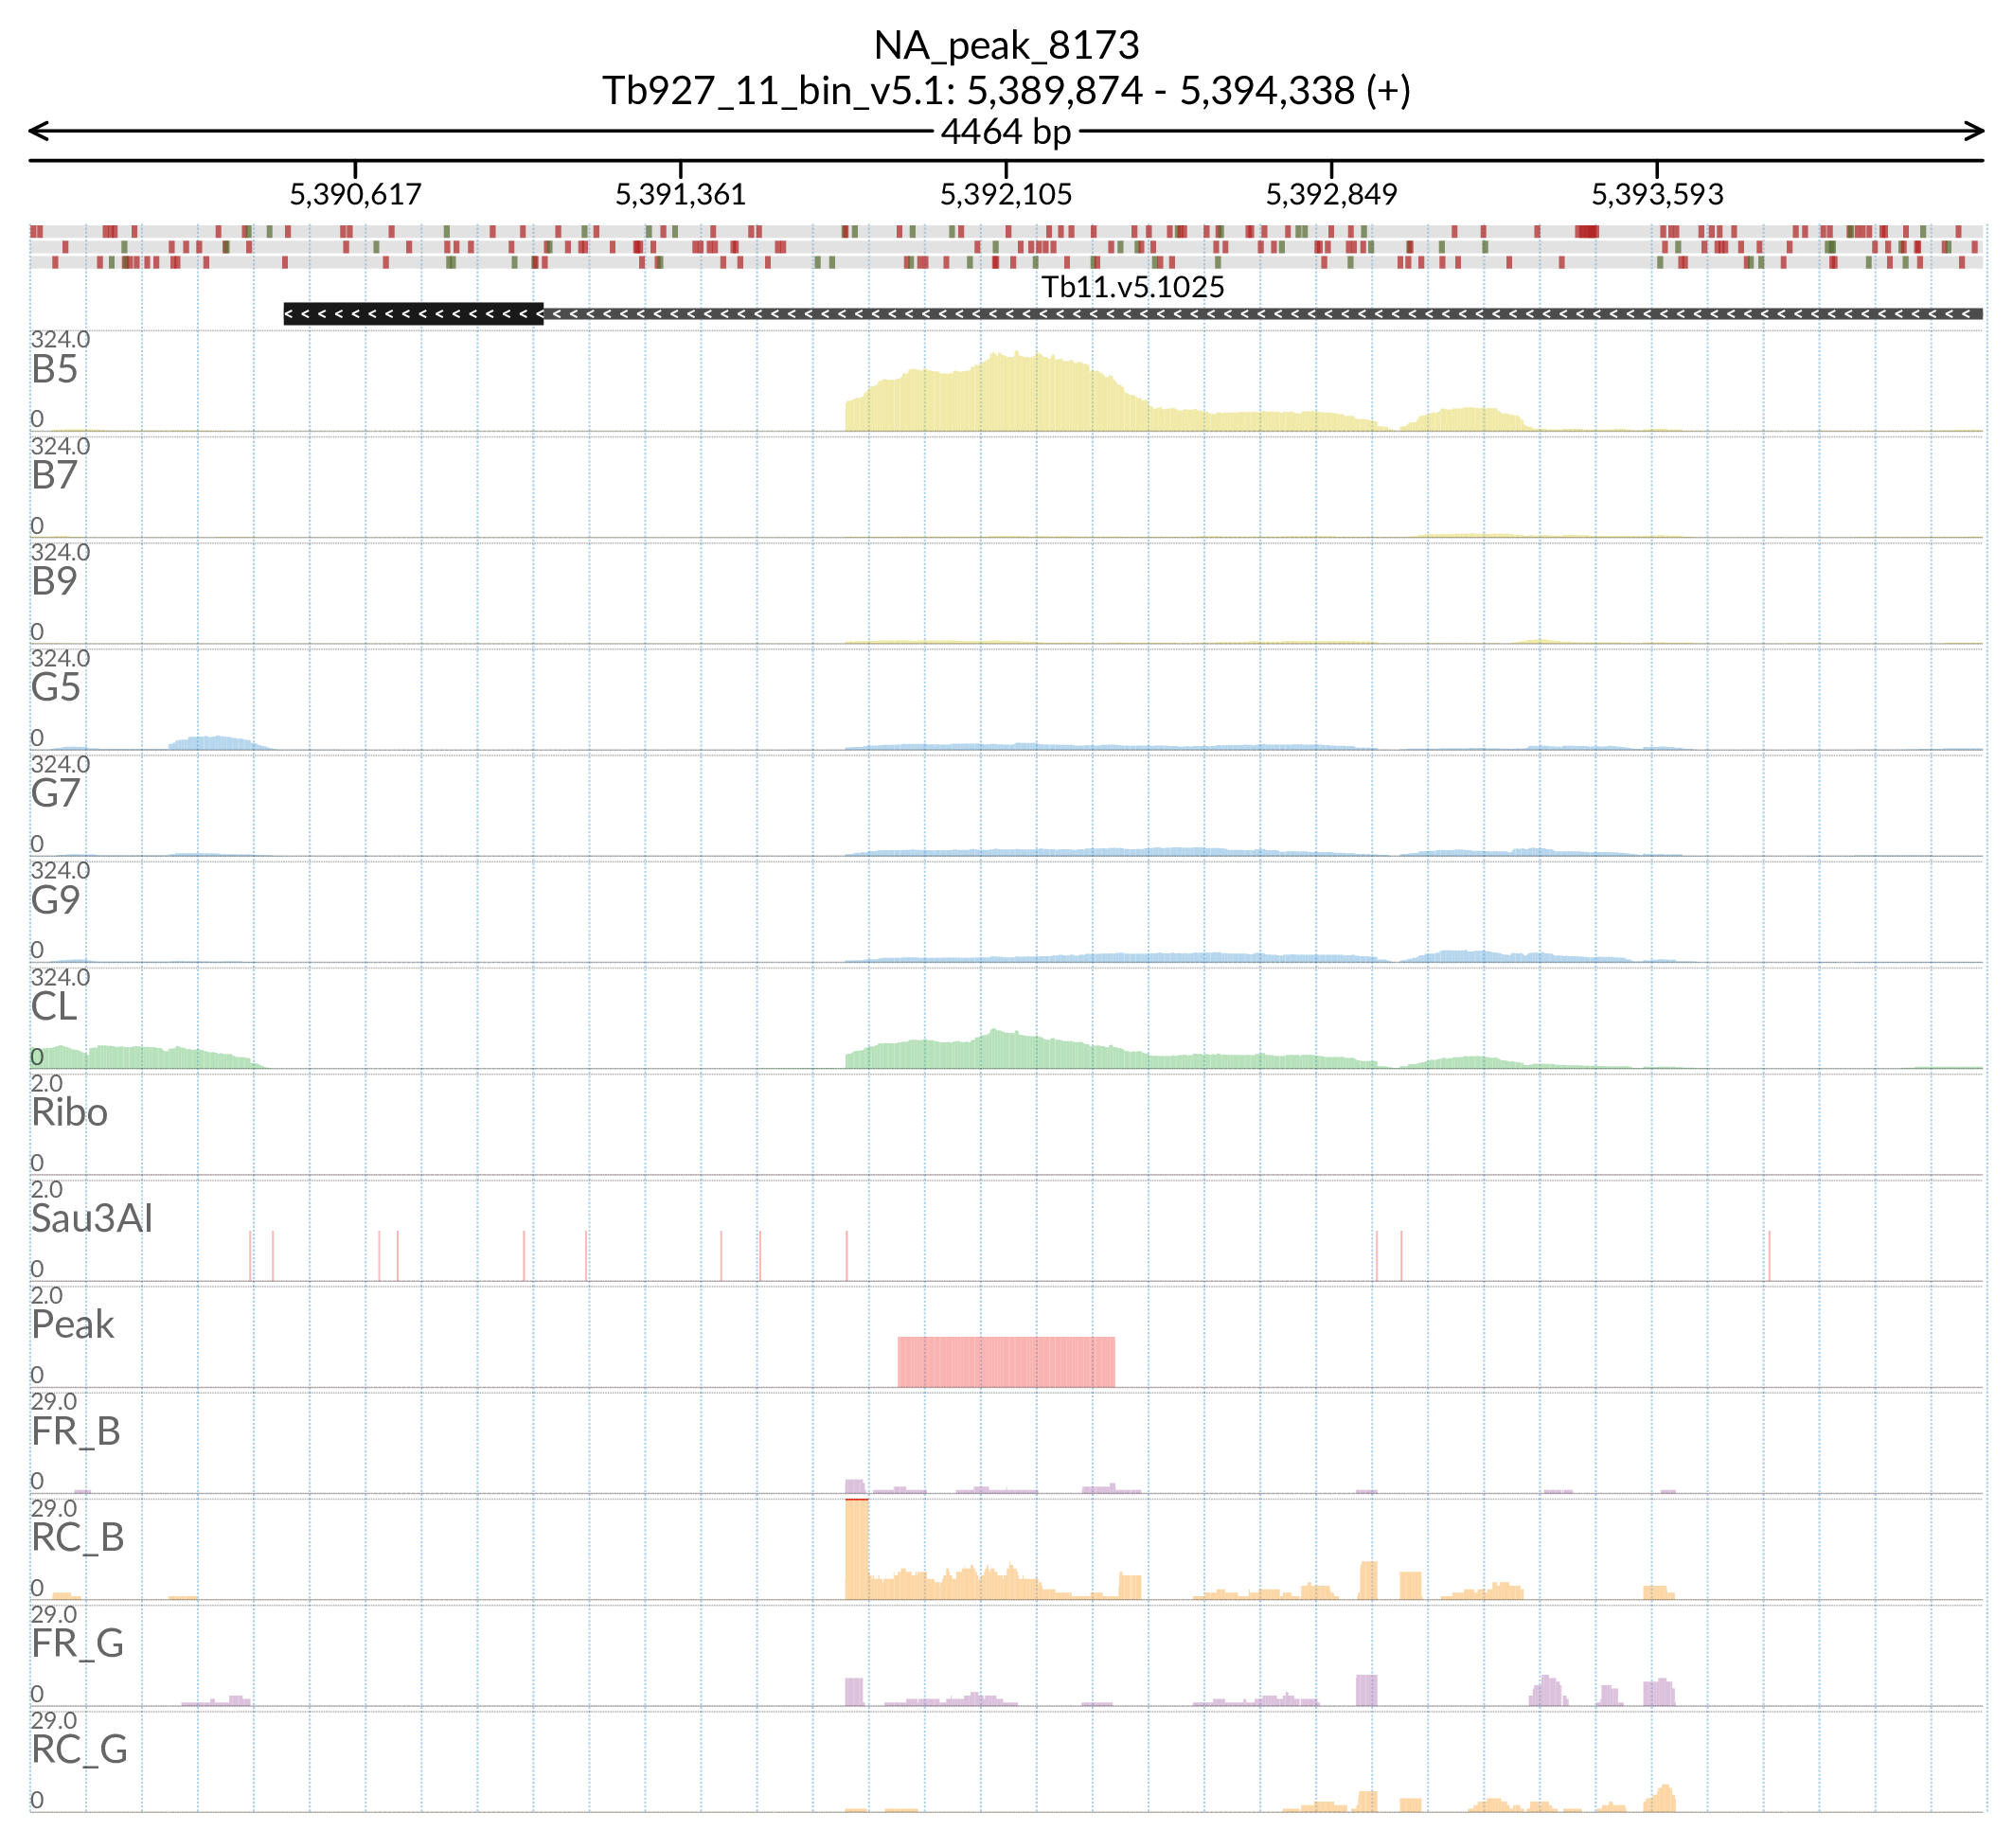 NA_peak_8173
Tb927_11_bin_v5.1: 5,389,874 - 5,394,338 (+)
4464 bp
5,390,617 5,391,361 5,392,105 5,392,849 5,393,593
Tb11.v5.1025
324.0
B5
0
324.0
B7
0
324.0
B9
0
324.0
G5
0
324.0
G7
0
324.0
G9
0
324.0
CL
0
2.0
Ribo
0
2.0
Sau3AI
0
2.0
Peak
0
29.0
FR_B
0
29.0
RC_B
0
29.0
FR_G
0
29.0
RC_G
0